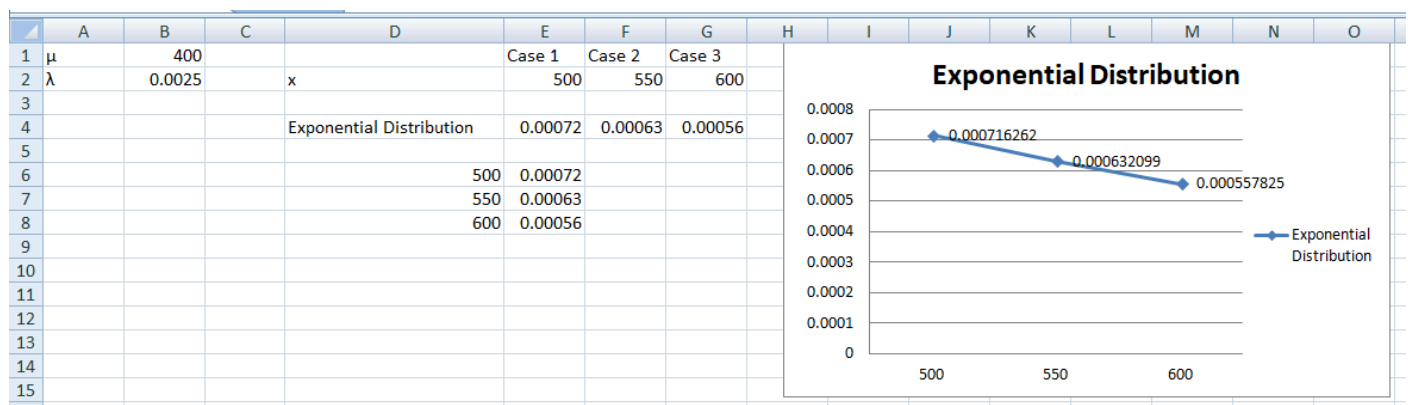 A B C D E F G H I J K L M N O
1 μ 400 Case 1 Case 2 Case 3
2 λ 0.0025 x 500 550 600
3
4 Exponential Distribution 0.00072 0.00063 0.00056
5
6 500 0.00072
7 550 0.00063
8 600 0.00056
9
10
11
12
13
14
15
Exponential Distribution
0.0008
0.0007
0.0006
0.0005
0.0004
0.0003
0.0002
0.0001
0
0.000716262
0.000632099
0.000557825
500 550 600
Exponential
Distribution